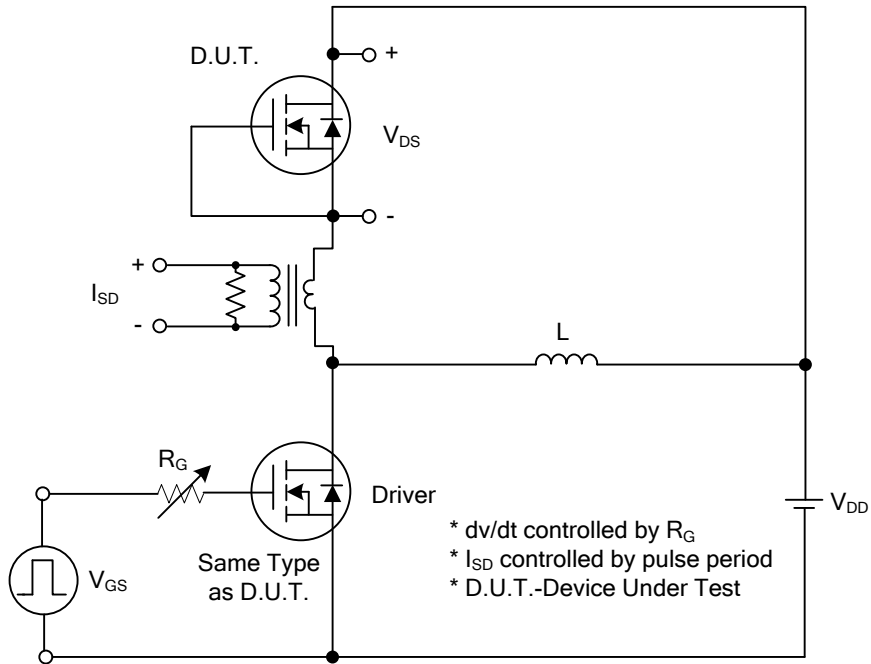 D.U.T.
+
V_DS
-
+
I_SD
-
L
R_G
Driver
V_DD
Same Type
as D.U.T.
V_GS
* dv/dt controlled by R_G
* I_SD controlled by pulse period
* D.U.T.-Device Under Test